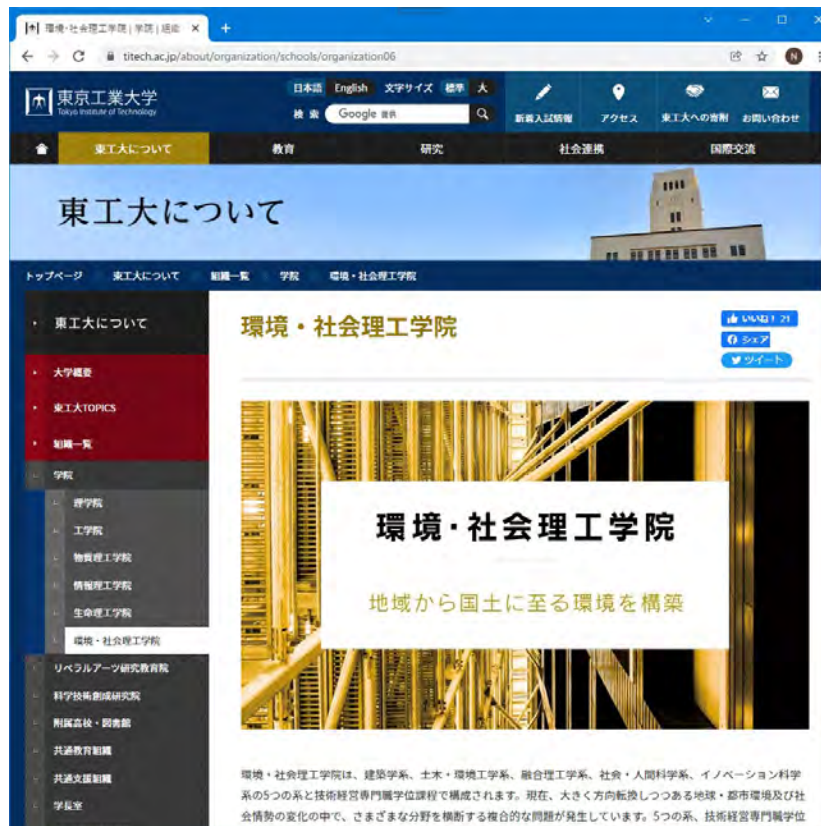 環境・社会理工学院 | 学院 | 組織
titech.ac.jp/about/organization/schools/organization06
N
東京工業大学
Tokyo Institute of Technology
日本語 English 文字サイズ 標準 大
検索 Google 提供
新着入試情報 アクセス 東工大への寄附 お問い合わせ
東工大について 教育 研究 社会連携 国際交流
東工大について
トップページ 東工大について 組織一覧 学院 環境・社会理工学院
東工大について
大学概要
東工大TOPICS
組織一覧
学院
理学院
工学院
物質理工学院
情報理工学院
生命理工学院
環境・社会理工学院
リベラルアーツ研究教育院
科学技術創成研究院
附属高校・図書館
共通教育組織
共通支援組織
学長室
環境・社会理工学院
いいね！ 21
シェア
ツイート
環境・社会理工学院
地域から国土に至る環境を構築
環境・社会理工学院は、建築学系、土木・環境工学系、融合理工学系、社会・人間科学系、イノベーション科学
系の5つの系と技術経営専門職学位課程で構成されます。現在、大きく方向転換しつつある地球・都市環境及び社
会情勢の変化の中で、さまざまな分野を横断する複合的な問題が発生しています。5つの系、技術経営専門職学位